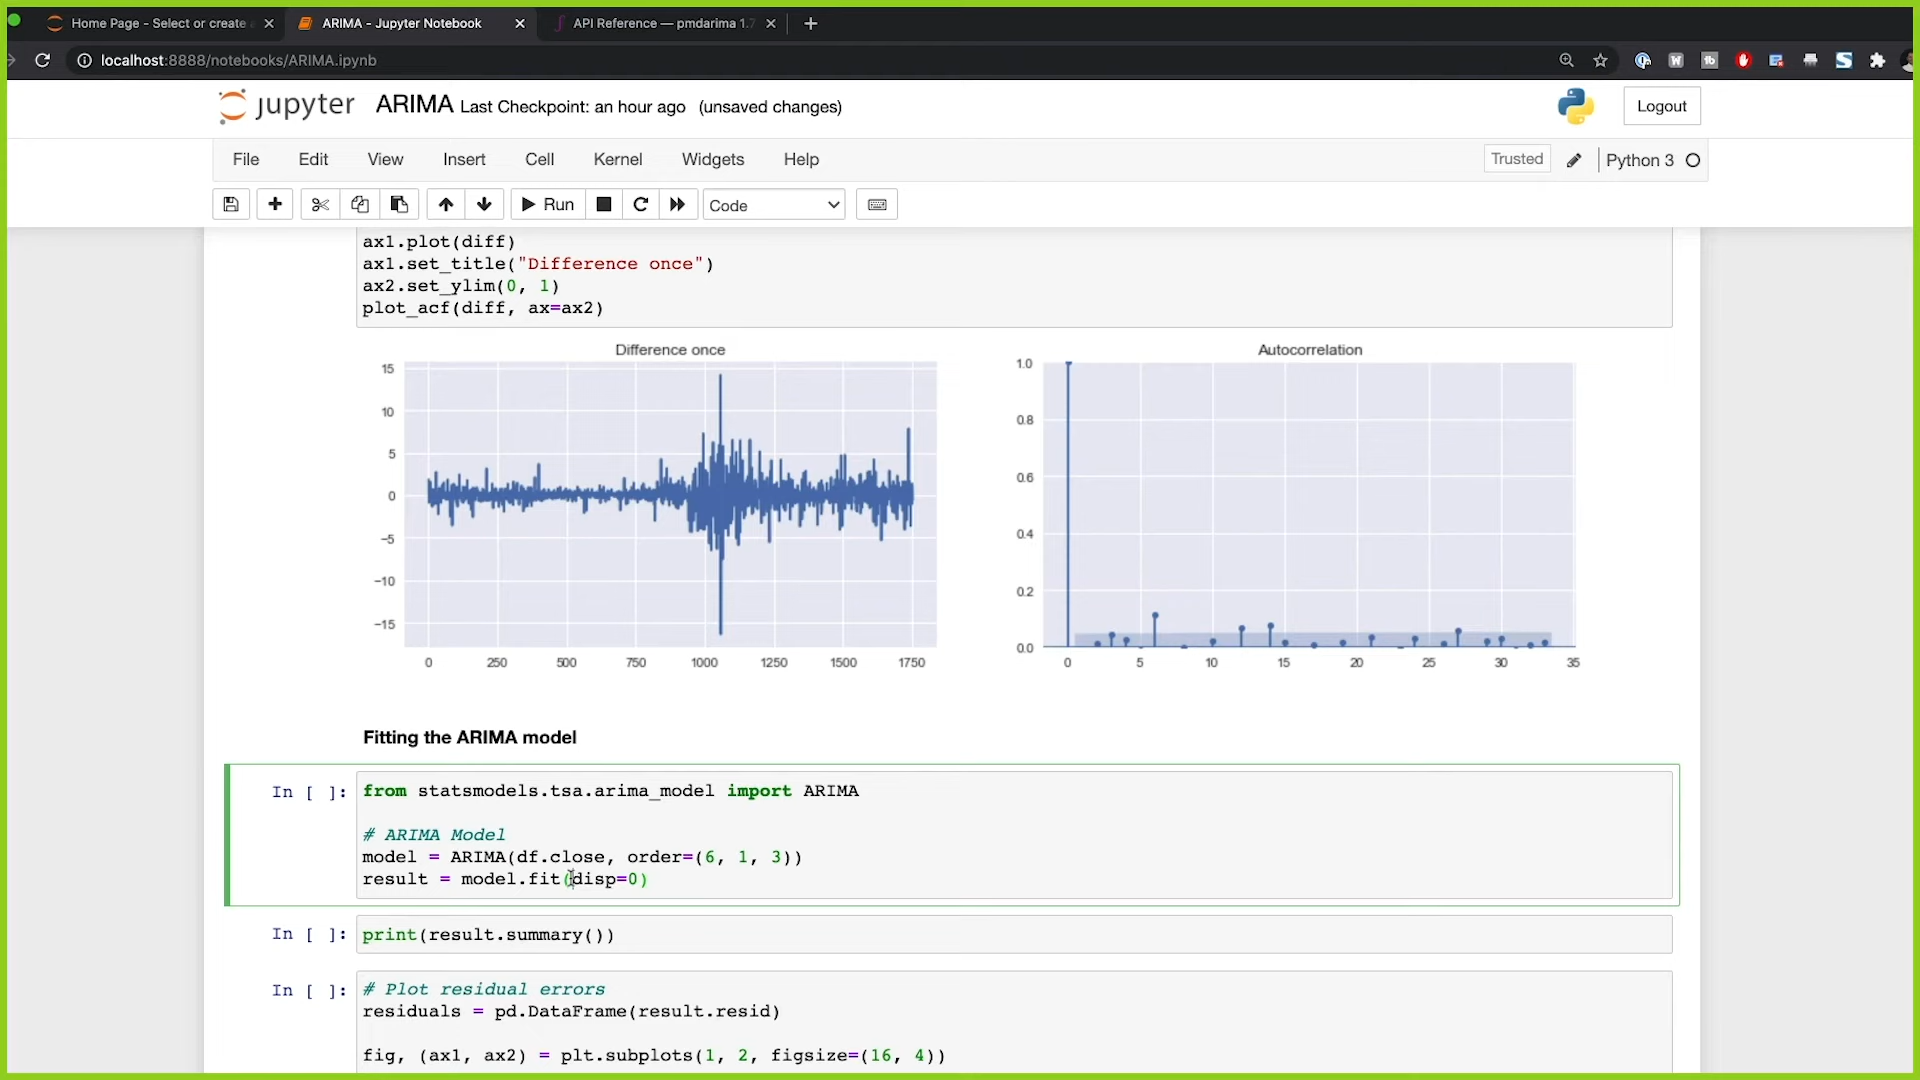 Home Page - Select or create
ARIMA - Jupyter Notebook
API Reference — pmdarima 1.7
localhost:8888/notebooks/ARIMA.ipynb
jupyter ARIMA Last Checkpoint: an hour ago (unsaved changes)
Logout
File Edit View Insert Cell Kernel Widgets Help
Trusted
Python 3
Run
Code
ax1.plot(diff)
ax1.set_title("Difference once")
ax2.set_ylim(0, 1)
plot_acf(diff, ax=ax2)
Difference once
15
10
5
0
−5
−10
−15
0 250 500 750 1000 1250 1500 1750
Autocorrelation
1.0
0.8
0.6
0.4
0.2
0.0
0 5 10 15 20 25 30 35
Fitting the ARIMA model
In [ ]:
from statsmodels.tsa.arima_model import ARIMA
# ARIMA Model
model = ARIMA(df.close, order=(6, 1, 3))
result = model.fit(disp=0)
In [ ]:
print(result.summary())
In [ ]:
# Plot residual errors
residuals = pd.DataFrame(result.resid)
fig, (ax1, ax2) = plt.subplots(1, 2, figsize=(16, 4))